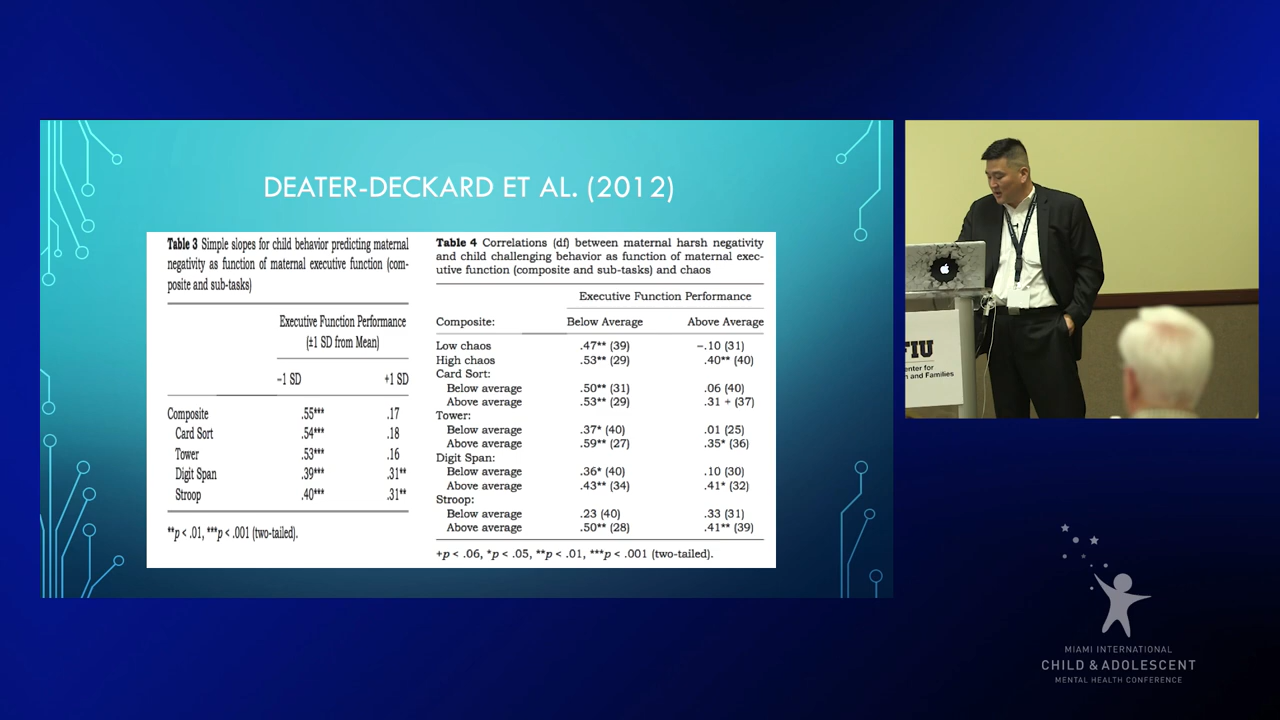 DEATER-DECKARD ET AL. (2012)
Table 3 Simple slopes for child behavior predicting maternal
negativity as function of maternal executive function (com-
posite and sub-tasks)
Executive Function Performance
(±1 SD from Mean)
−1 SD +1 SD
Composite .55*** .17
Card Sort .54*** .18
Tower .53*** .16
Digit Span .39*** .31**
Stroop .40*** .31**
**p < .01, ***p < .001 (two-tailed).
Table 4 Correlations (df) between maternal harsh negativity
and child challenging behavior as function of maternal exec-
utive function (composite and sub-tasks) and chaos
Executive Function Performance
Composite: Below Average Above Average
Low chaos .47** (39) −.10 (31)
High chaos .53** (29) .40** (40)
Card Sort:
Below average .50** (31) .06 (40)
Above average .53** (29) .31 + (37)
Tower:
Below average .37* (40) .01 (25)
Above average .59** (27) .35* (36)
Digit Span:
Below average .36* (40) .10 (30)
Above average .43** (34) .41* (32)
Stroop:
Below average .23 (40) .33 (31)
Above average .50** (28) .41** (39)
+p < .06, *p < .05, **p < .01, ***p < .001 (two-tailed).
FIU
and Families
MIAMI INTERNATIONAL
CHILD & ADOLESCENT
MENTAL HEALTH CONFERENCE